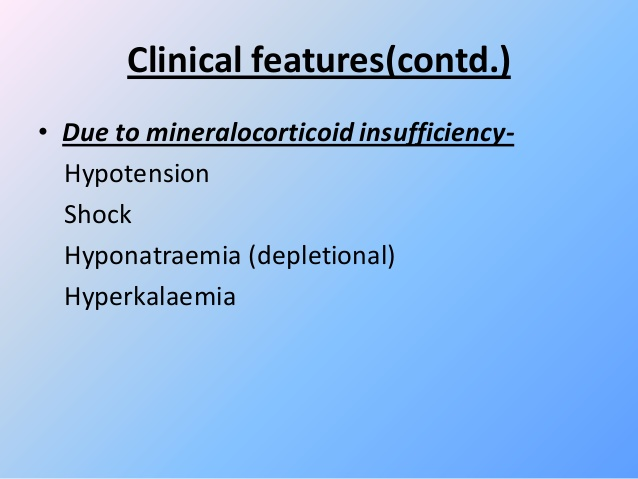 Clinical features(contd.)
• Due to mineralocorticoid insufficiency-
Hypotension
Shock
Hyponatraemia (depletional)
Hyperkalaemia